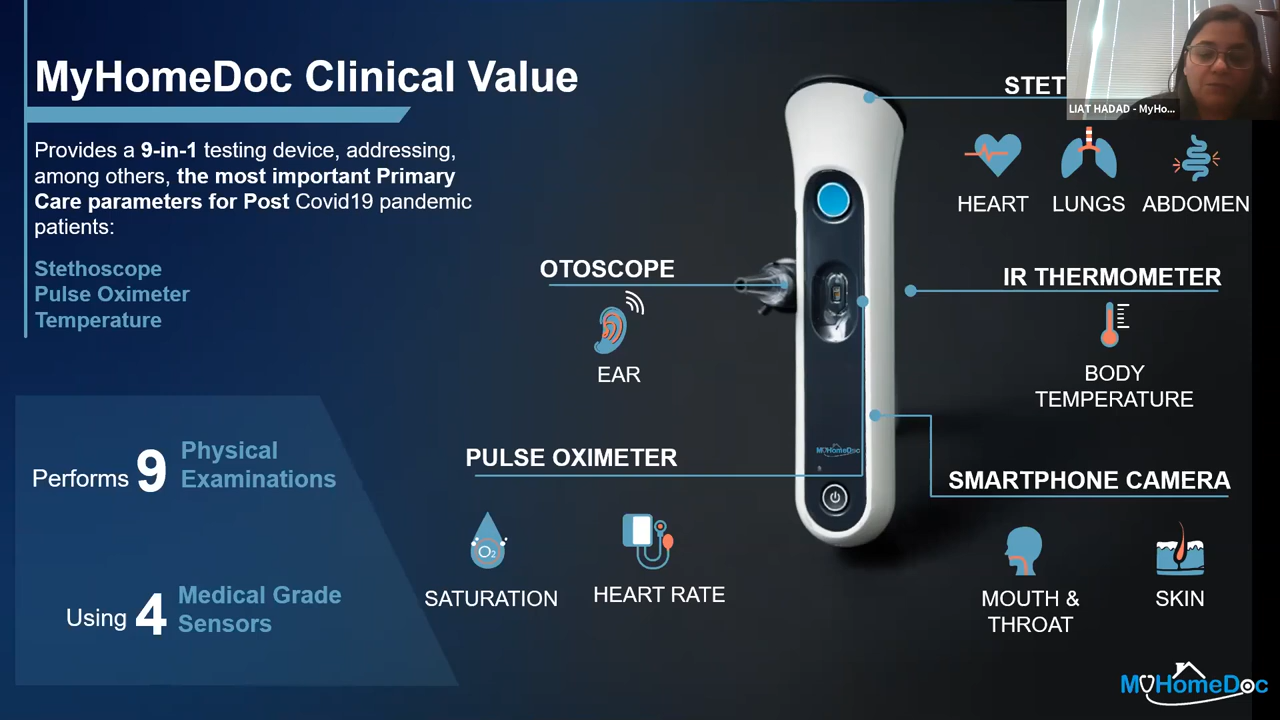 MyHomeDoc Clinical Value
Provides a 9-in-1 testing device, addressing,
among others, the most important Primary
Care parameters for Post Covid19 pandemic
patients:
Stethoscope
Pulse Oximeter
Temperature
Performs 9 Physical
Examinations
Using 4 Medical Grade
Sensors
OTOSCOPE
EAR
PULSE OXIMETER
O2
SATURATION
HEART RATE
MyHomeDoc
STET
LIAT HADAD - MyHo...
HEART
LUNGS
ABDOMEN
IR THERMOMETER
BODY
TEMPERATURE
SMARTPHONE CAMERA
MOUTH &
THROAT
SKIN
MyHomeDoc